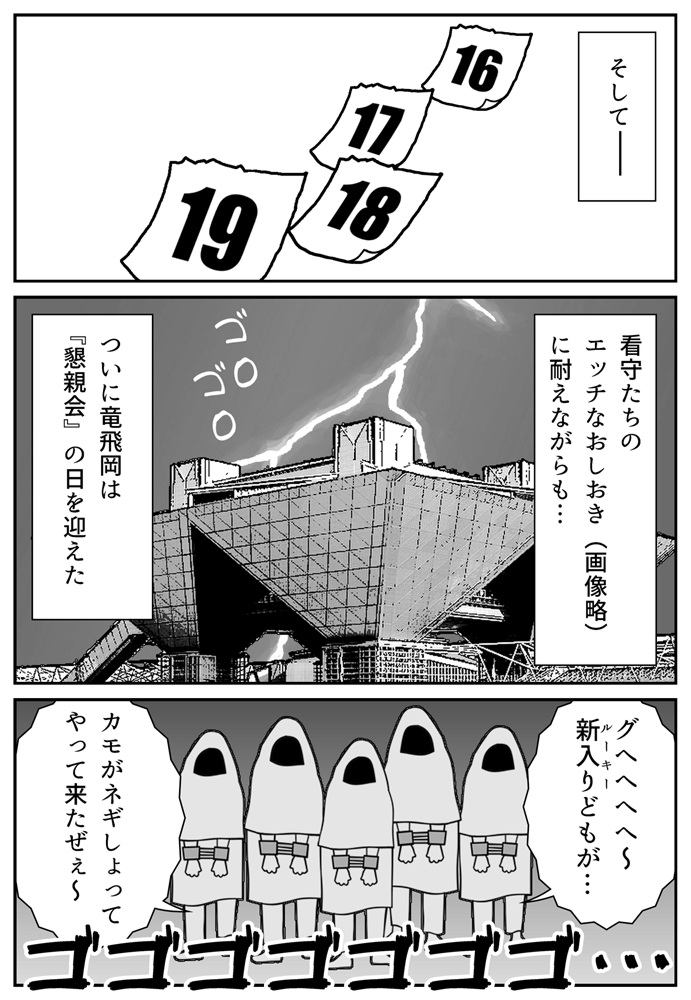 そして――
16
17
18
19
看守たちの
エッチなおしおき（画像略）
に耐えながらも…
ゴゴ
ついに竜飛岡は
『懇親会』の日を迎えた
グヘヘヘヘ～
新入りどもが…
ルーキー
カモがネギしょって
やって来たぜぇ～
ゴゴゴゴゴゴゴ…